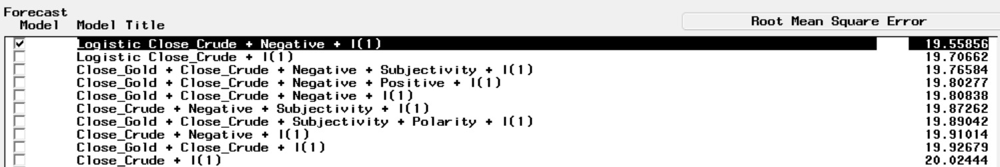 Forecast
Model Model Title Root Mean Square Error
Logistic Close_Crude + Negative + I(1) 19.55856
Logistic Close_Crude + I(1) 19.70662
Close_Gold + Close_Crude + Negative + Subjectivity + I(1) 19.76584
Close_Gold + Close_Crude + Negative + Positive + I(1) 19.80277
Close_Gold + Close_Crude + Negative + I(1) 19.80838
Close_Crude + Negative + Subjectivity + I(1) 19.87262
Close_Gold + Close_Crude + Subjectivity + Polarity + I(1) 19.89042
Close_Crude + Negative + I(1) 19.91014
Close_Gold + Close_Crude + I(1) 19.92679
Close_Crude + I(1) 20.02444